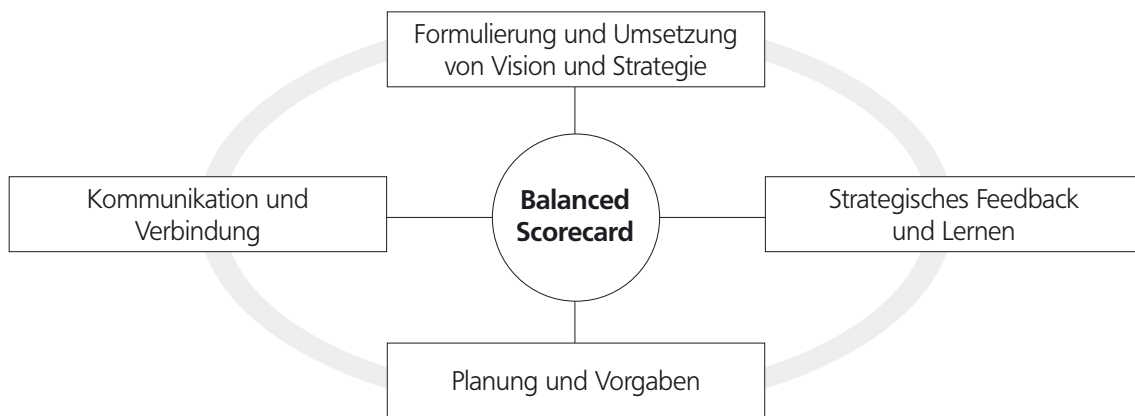 Formulierung und Umsetzung
von Vision und Strategie
Kommunikation und
Verbindung
Balanced
Scorecard
Strategisches Feedback
und Lernen
Planung und Vorgaben